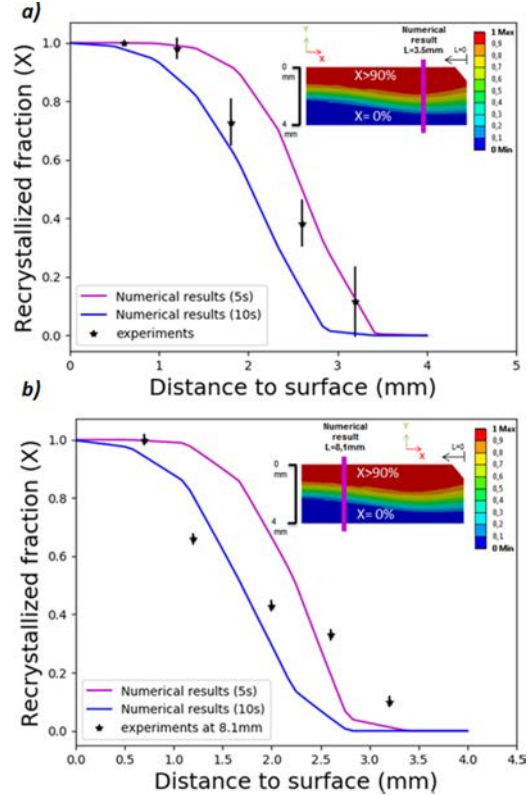 a)
Recrystallized fraction (X)
1.0
0.8
0.6
0.4
0.2
0.0
0
1
2
3
4
5
Distance to surface (mm)
Numerical results (5s)
Numerical results (10s)
experiments
Y
X
Numerical
result
L=3.5mm
L=0
0
mm
4
mm
X>90%
X= 0%
1 Max
0,9
0,8
0,7
0,6
0,5
0,4
0,3
0,2
0,1
0 Min
b)
Recrystallized fraction (X)
1.0
0.8
0.6
0.4
0.2
0.0
0.0
0.5
1.0
1.5
2.0
2.5
3.0
3.5
4.0
4.5
Distance to surface (mm)
Numerical results (5s)
Numerical results (10s)
experiments at 8.1mm
Numerical
result
L=8,1mm
Y
X
L=0
0
mm
4
mm
X>90%
X= 0%
1 Max
0,9
0,8
0,7
0,6
0,5
0,4
0,3
0,2
0,1
0 Min